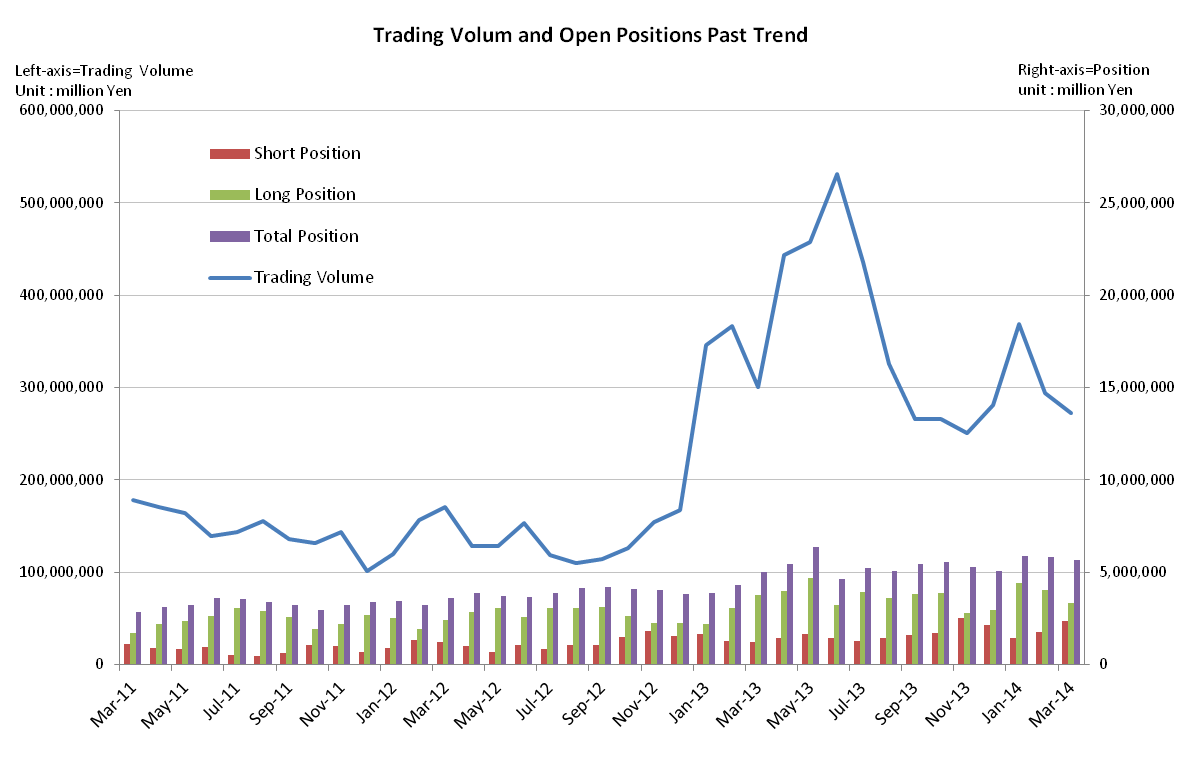 Trading Volum and Open Positions Past Trend
Left-axis=Trading Volume
Unit : million Yen
Right-axis=Position
unit : million Yen
600,000,000
500,000,000
400,000,000
300,000,000
200,000,000
100,000,000
0
30,000,000
25,000,000
20,000,000
15,000,000
10,000,000
5,000,000
0
Short Position
Long Position
Total Position
Trading Volume
Mar-11
May-11
Jul-11
Sep-11
Nov-11
Jan-12
Mar-12
May-12
Jul-12
Sep-12
Nov-12
Jan-13
Mar-13
May-13
Jul-13
Sep-13
Nov-13
Jan-14
Mar-14